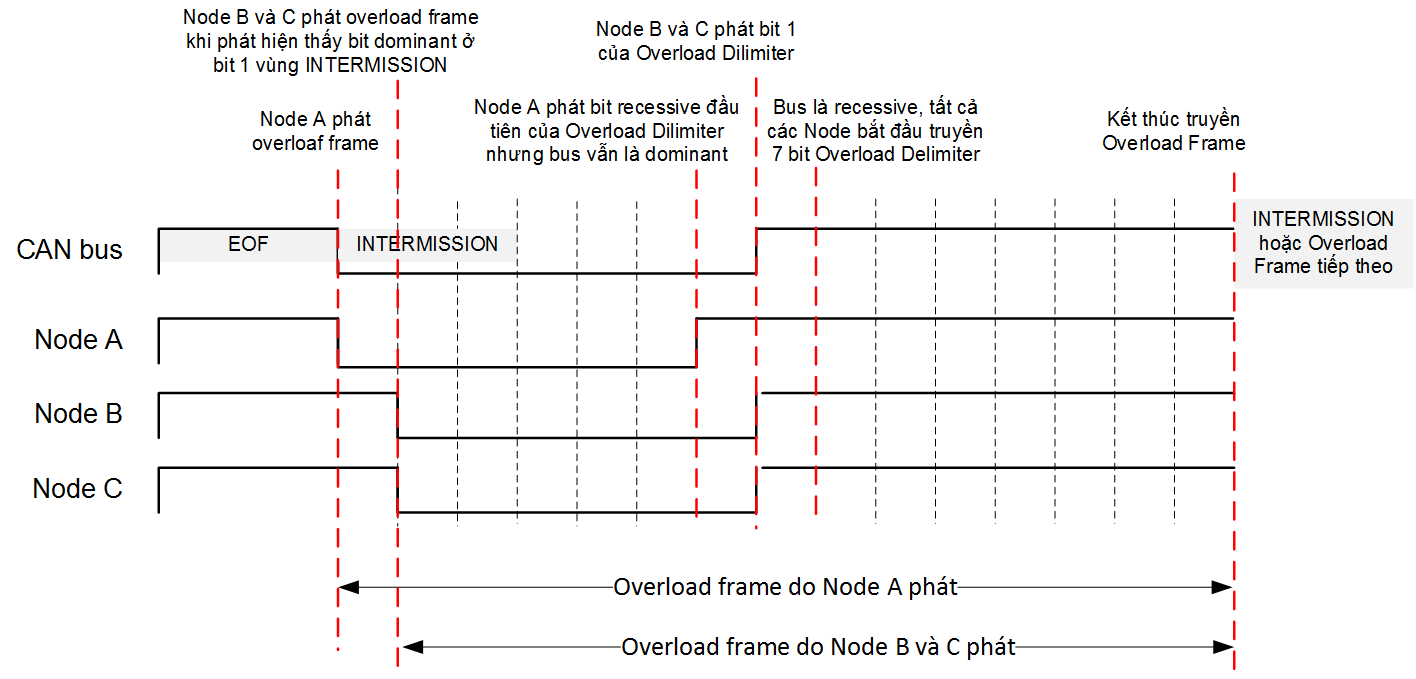 Node B và C phát overload frame
khi phát hiện thấy bit dominant ở
bit 1 vùng INTERMISSION
Node B và C phát bit 1
của Overload Dilimiter
Node A phát
overloaf frame
Node A phát bit recessive đầu
tiên của Overload Dilimiter
nhưng bus vẫn là dominant
Bus là recessive, tất cả
các Node bắt đầu truyền
7 bit Overload Delimiter
Kết thúc truyền
Overload Frame
CAN bus
EOF
INTERMISSION
INTERMISSION
hoặc Overload
Frame tiếp theo
Node A
Node B
Node C
Overload frame do Node A phát
Overload frame do Node B và C phát